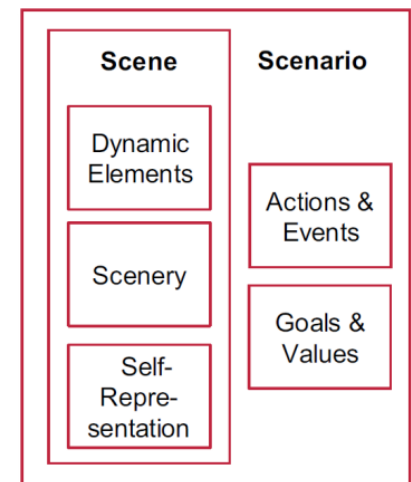 Scene
Dynamic
Elements
Scenery
Self-
Repre-
sentation
Scenario
Actions &
Events
Goals &
Values